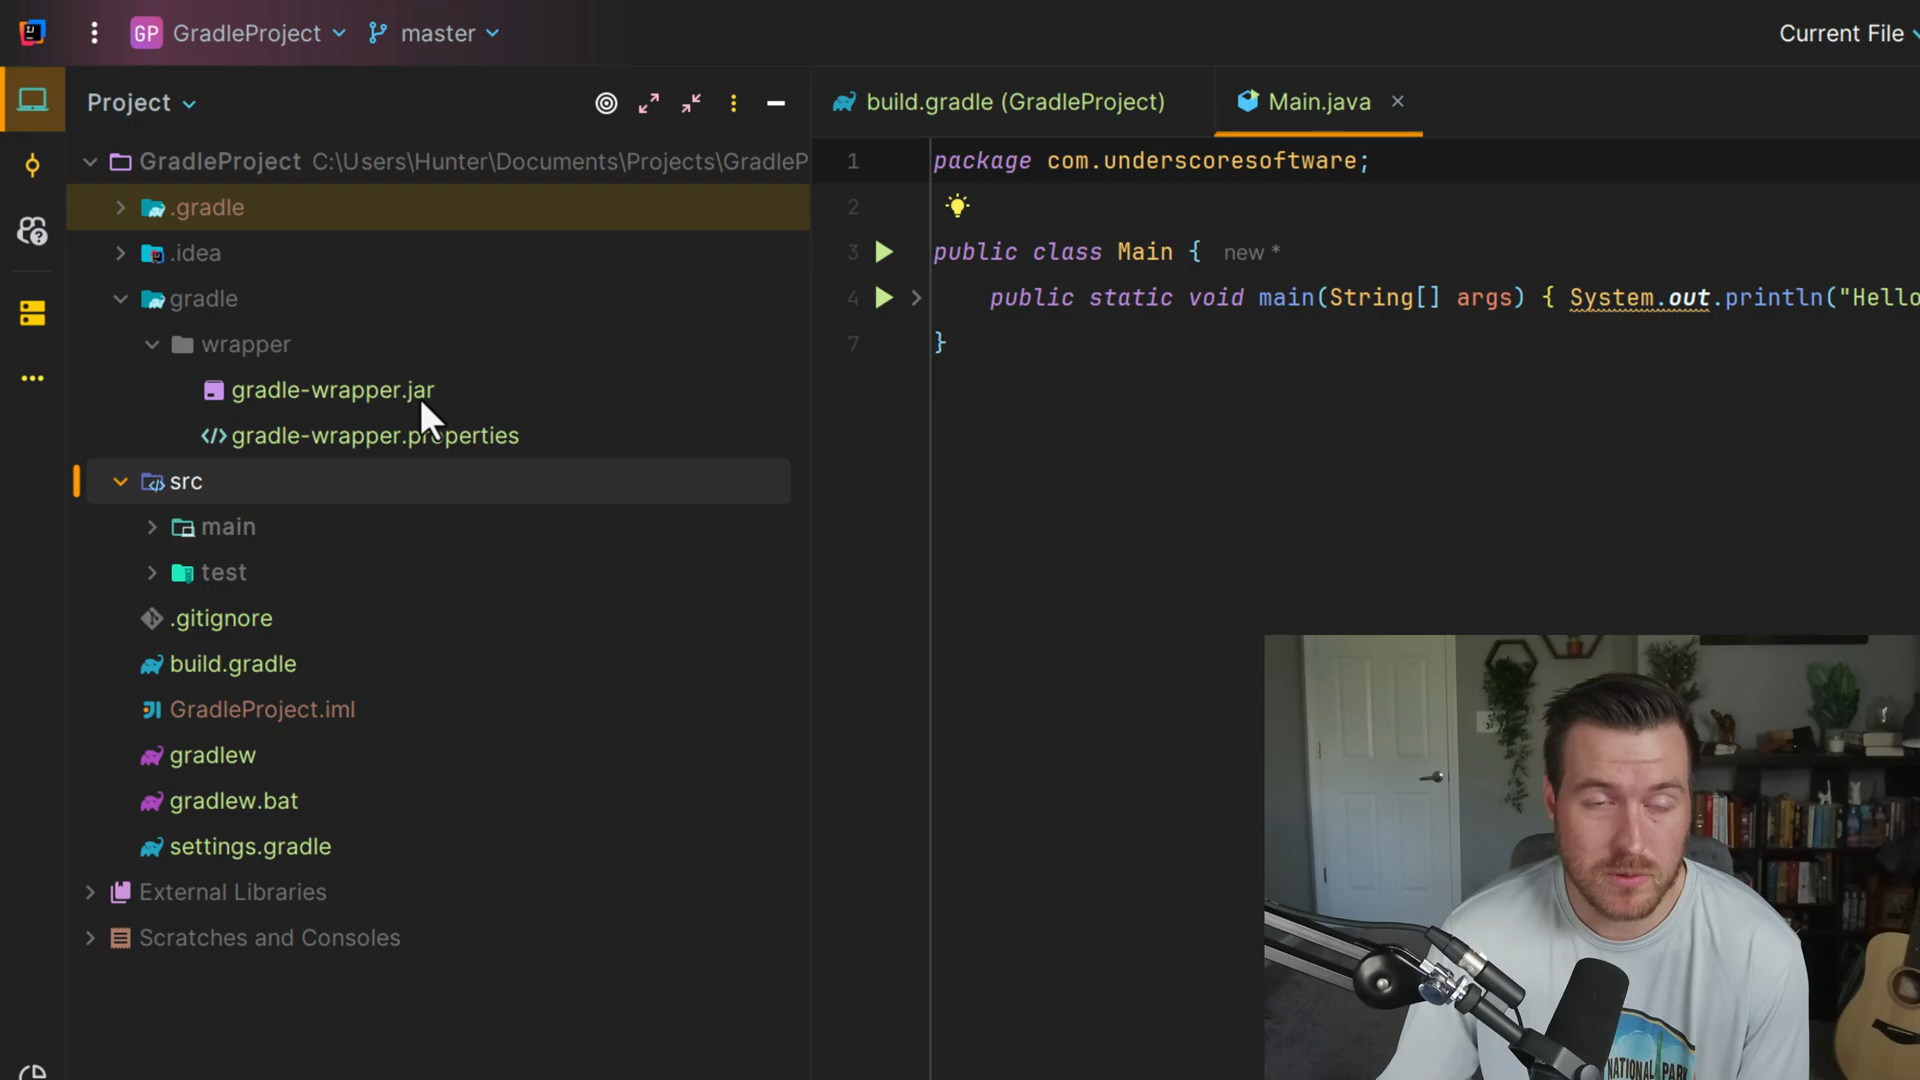 GP GradleProject master
Current File
Project
build.gradle (GradleProject)
Main.java
GradleProject C:\Users\Hunter\Documents\Projects\GradleP
.gradle
.idea
gradle
wrapper
gradle-wrapper.jar
gradle-wrapper.properties
src
main
test
.gitignore
build.gradle
GradleProject.iml
gradlew
gradlew.bat
settings.gradle
External Libraries
Scratches and Consoles
1 package com.underscoresoftware;
2
3 public class Main { new *
4 public static void main(String[] args) { System.out.println("Hello
7 }
NATIONAL PARK